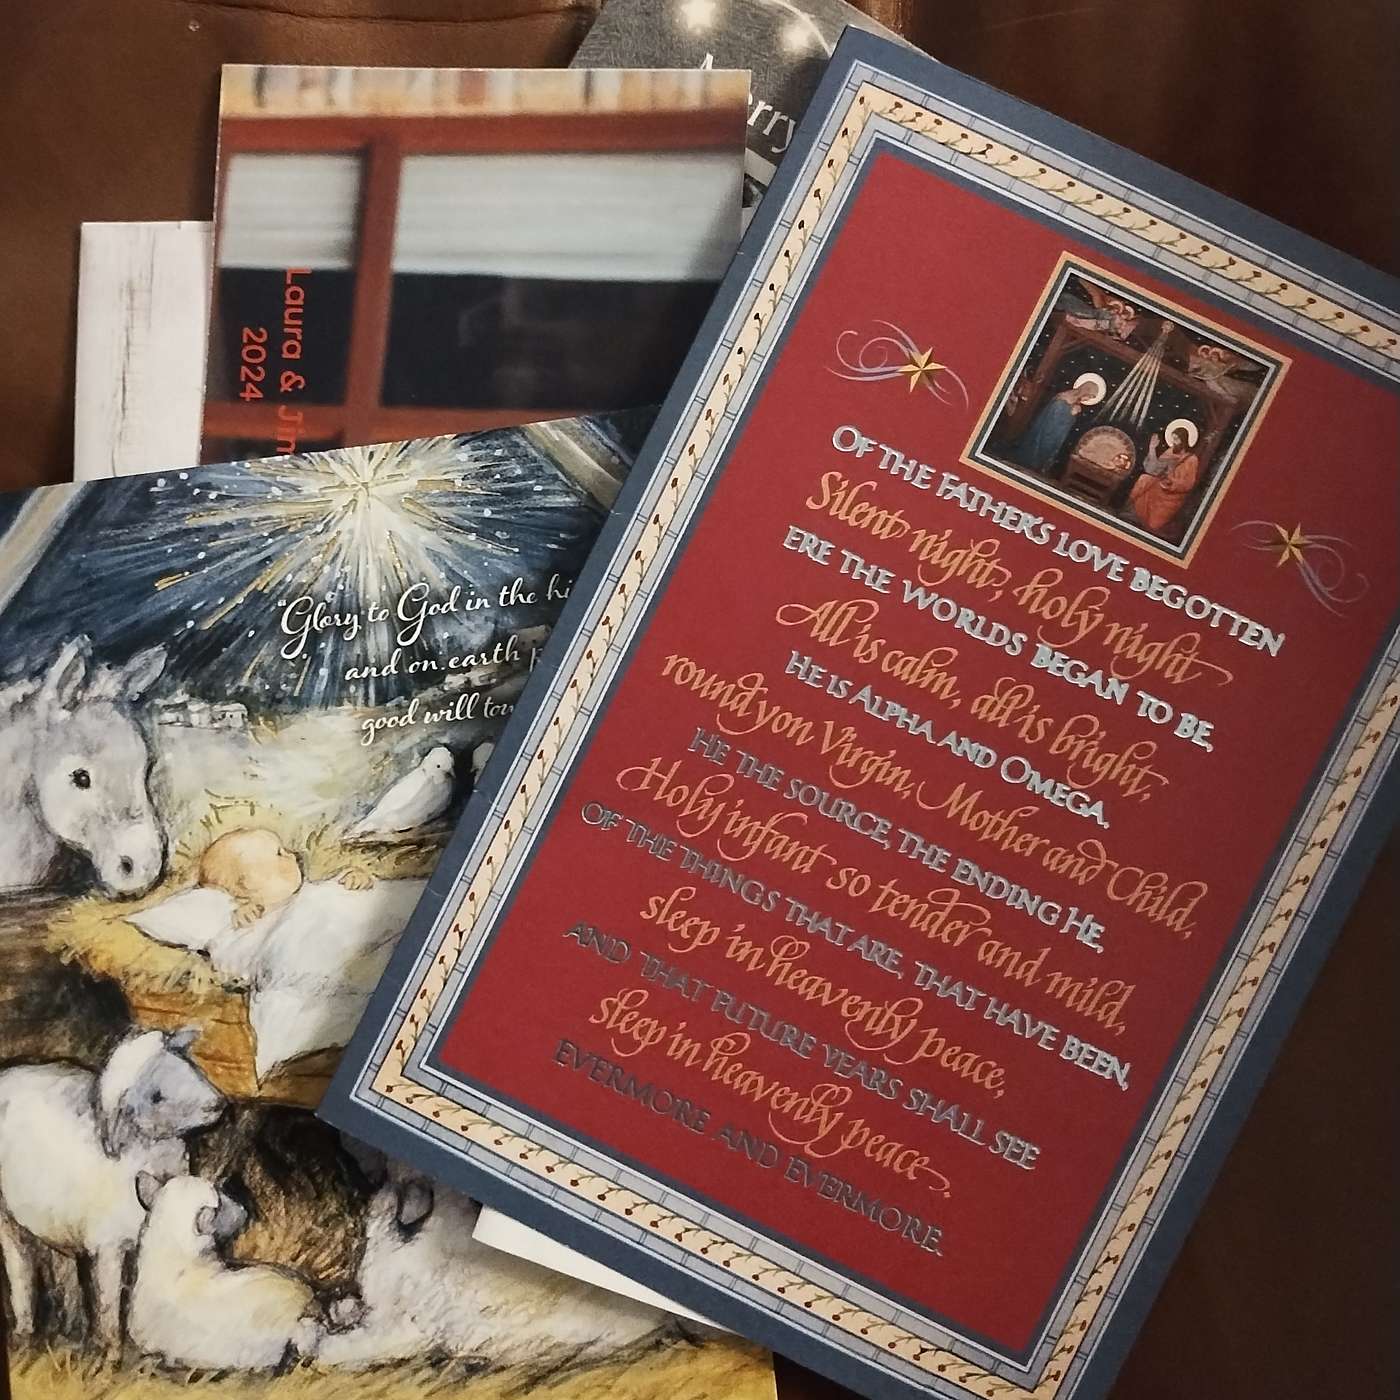 erry
Laura & Jim
2024
"Glory to God in the
and on earth
good will
OF THE FATHER'S LOVE BEGOTTEN
Silent night, holy night
ERE THE WORLDS BEGAN TO BE,
All is calm, all is bright,
HE IS ALPHA AND OMEGA,
round yon Virgin, Mother and Child,
HE THE SOURCE, THE ENDING HE,
Holy infant so tender and mild,
OF THE THINGS THAT ARE, THAT HAVE BEEN,
sleep in heavenly peace,
AND THAT FUTURE YEARS SHALL SEE
sleep in heavenly peace.
EVERMORE AND EVERMORE.